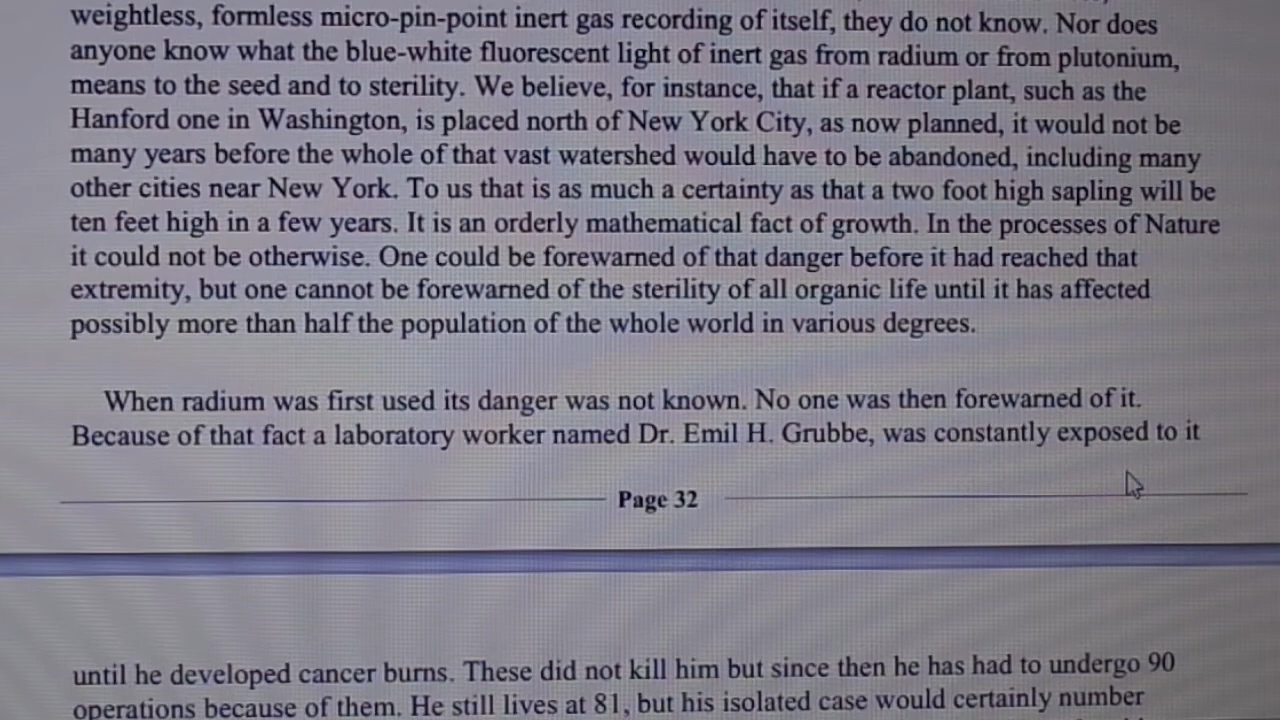 weightless, formless micro-pin-point inert gas recording of itself, they do not know. Nor does
anyone know what the blue-white fluorescent light of inert gas from radium or from plutonium,
means to the seed and to sterility. We believe, for instance, that if a reactor plant, such as the
Hanford one in Washington, is placed north of New York City, as now planned, it would not be
many years before the whole of that vast watershed would have to be abandoned, including many
other cities near New York. To us that is as much a certainty as that a two foot high sapling will be
ten feet high in a few years. It is an orderly mathematical fact of growth. In the processes of Nature
it could not be otherwise. One could be forewarned of that danger before it had reached that
extremity, but one cannot be forewarned of the sterility of all organic life until it has affected
possibly more than half the population of the whole world in various degrees.
When radium was first used its danger was not known. No one was then forewarned of it.
Because of that fact a laboratory worker named Dr. Emil H. Grubbe, was constantly exposed to it
Page 32
until he developed cancer burns. These did not kill him but since then he has had to undergo 90
operations because of them. He still lives at 81, but his isolated case would certainly number